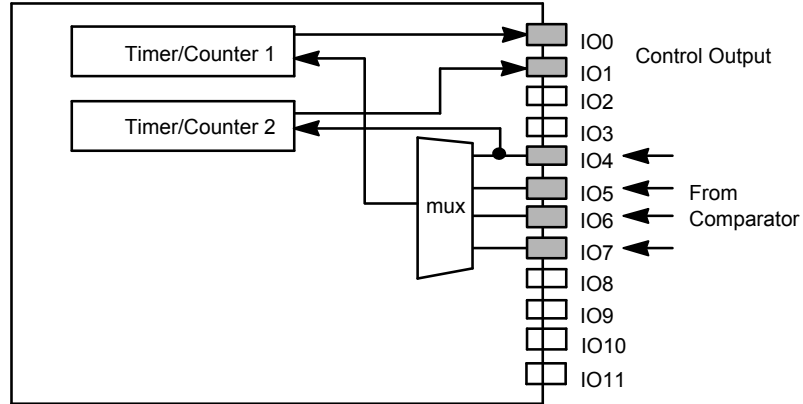 Timer/Counter 1
Timer/Counter 2
mux
IO0
IO1
IO2
IO3
IO4
IO5
IO6
IO7
IO8
IO9
IO10
IO11
Control Output
From
Comparator